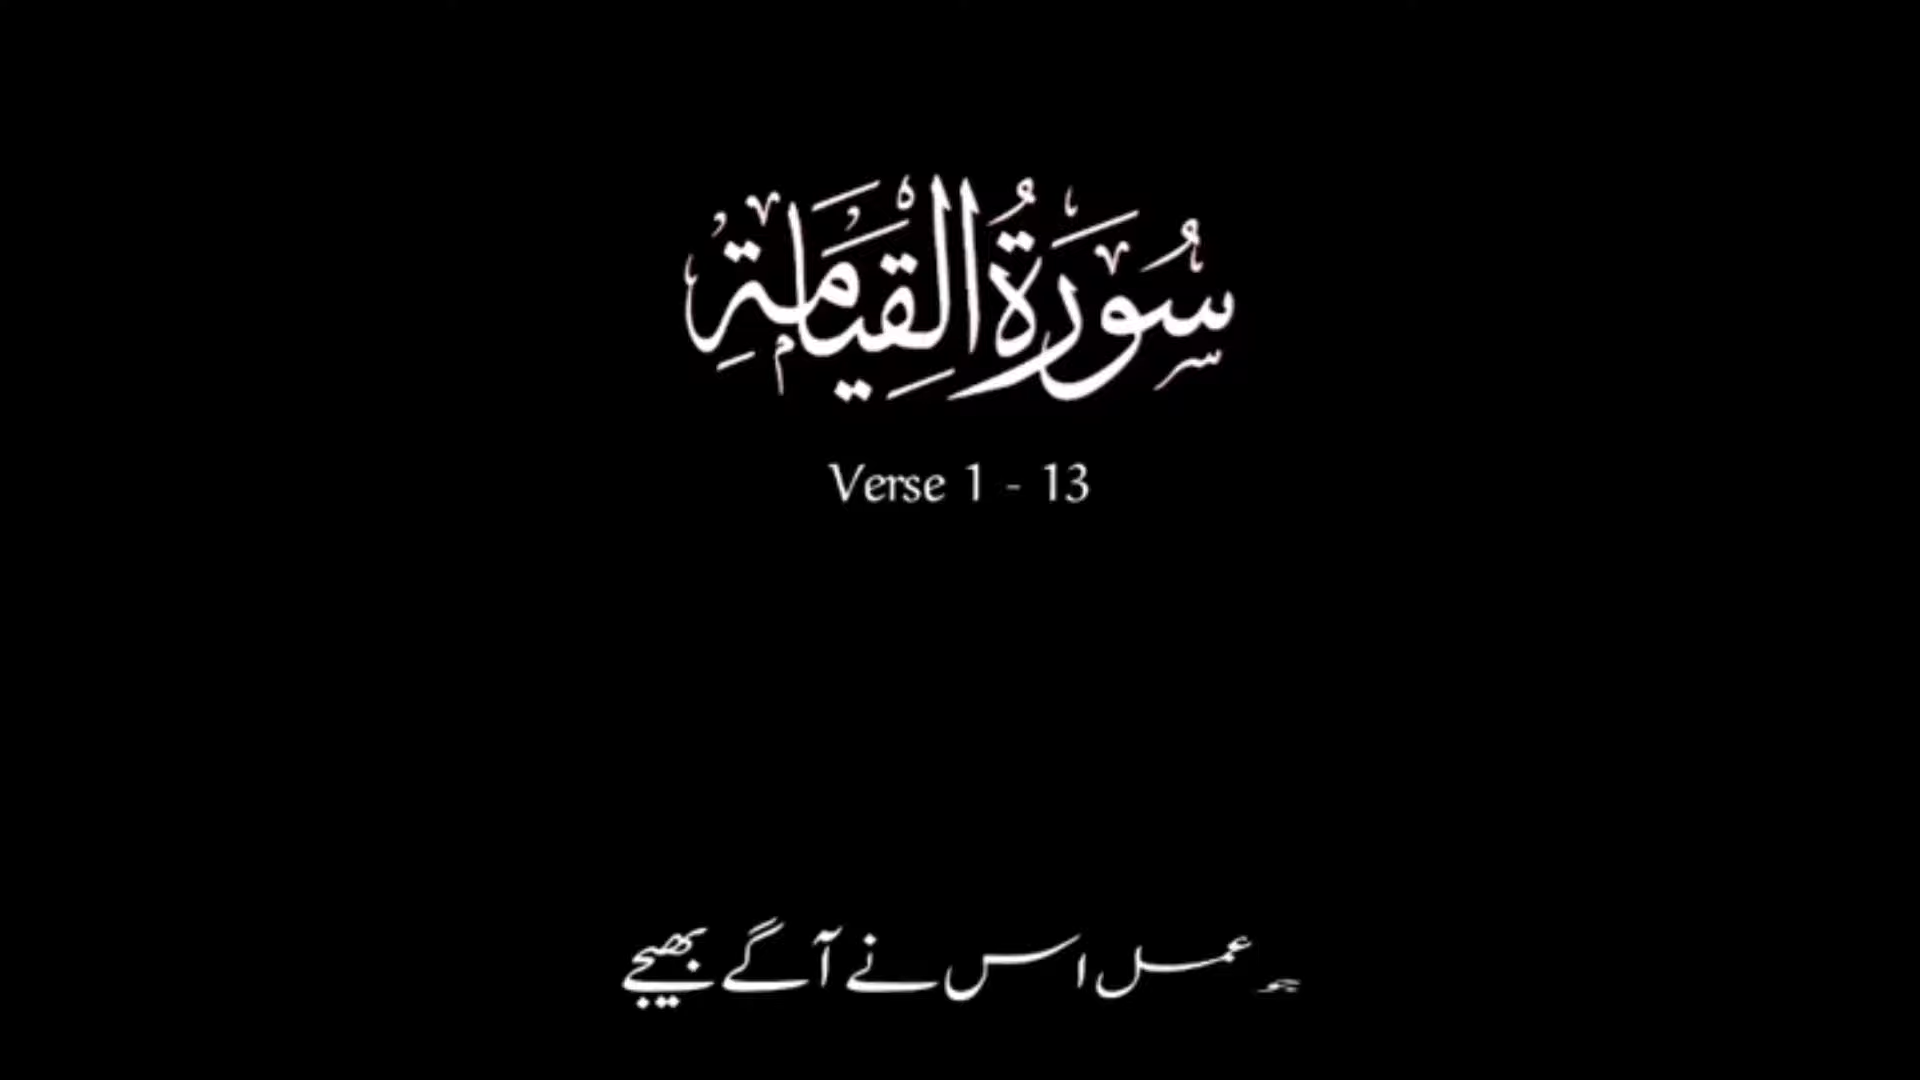 سُورَةُ الْقِيَامَةِ
Verse 1 - 13
عمل اس نے آگے بھیجے